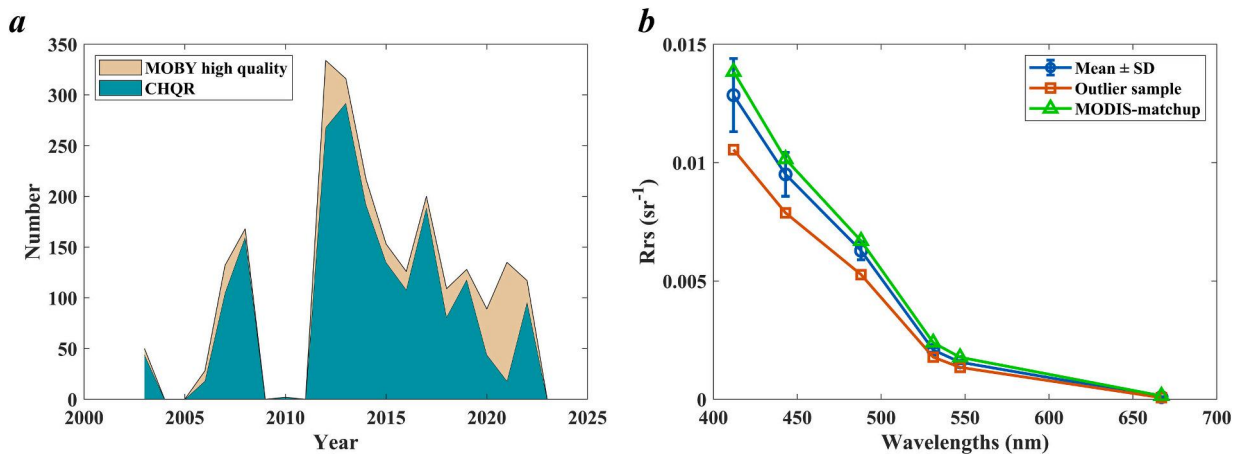 a
350
300
250
200
150
100
50
0
Number
MOBY high quality
CHQR
2000 2005 2010 2015 2020 2025
Year
b
0.015
0.01
0.005
0
Rrs (sr⁻¹)
Mean ± SD
Outlier sample
MODIS-matchup
400 450 500 550 600 650 700
Wavelengths (nm)